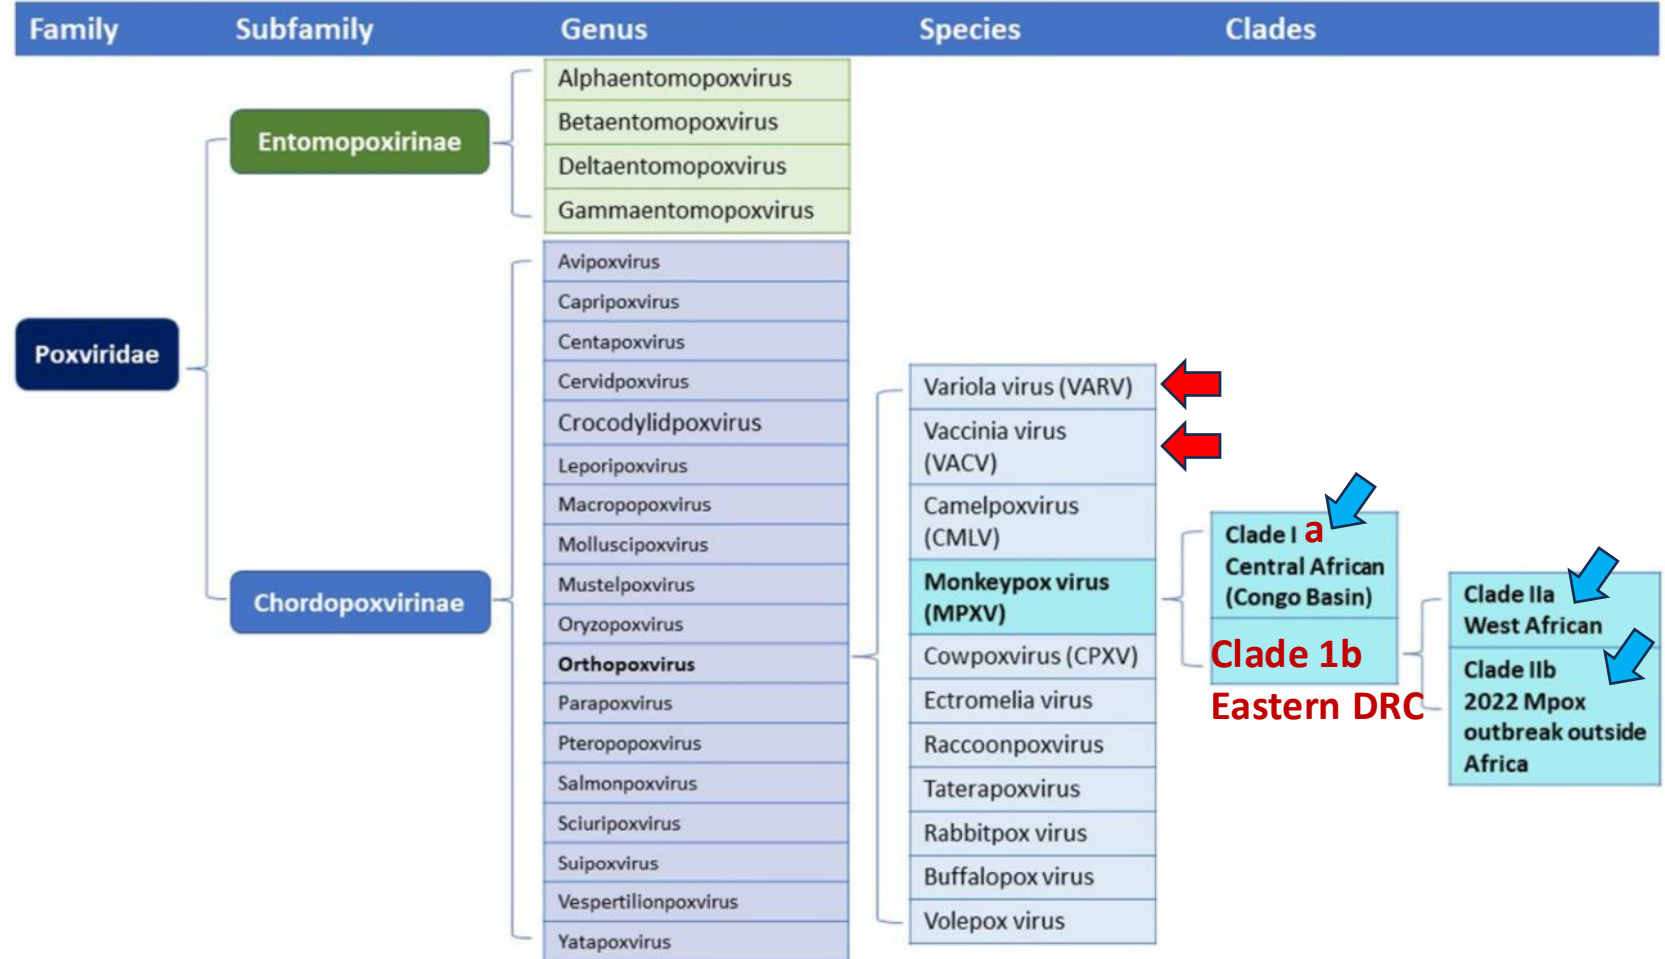 Family Subfamily Genus Species Clades
Alphaentomopoxvirus
Betaentomopoxvirus
Deltaentomopoxvirus
Gammaentomopoxvirus
Entomopoxirinae
Poxviridae
Chordopoxvirinae
Avipoxvirus
Capripoxvirus
Centapoxvirus
Cervidpoxvirus
Crocodylidpoxvirus
Leporipoxvirus
Macropopoxvirus
Molluscipoxvirus
Mustelpoxvirus
Oryzopoxvirus
Orthopoxvirus
Parapoxvirus
Pteropopoxvirus
Salmonpoxvirus
Sciuripoxvirus
Suipoxvirus
Vespertilionpoxvirus
Yatapoxvirus
Variola virus (VARV)
Vaccinia virus
(VACV)
Camelpoxvirus
(CMLV)
Monkeypox virus
(MPXV)
Cowpoxvirus (CPXV)
Ectromelia virus
Raccoonpoxvirus
Taterapoxvirus
Rabbitpox virus
Buffalopox virus
Volepox virus
Clade I a
Central African
(Congo Basin)
Clade 1b
Eastern DRC
Clade IIa
West African
Clade IIb
2022 Mpox
outbreak outside
Africa